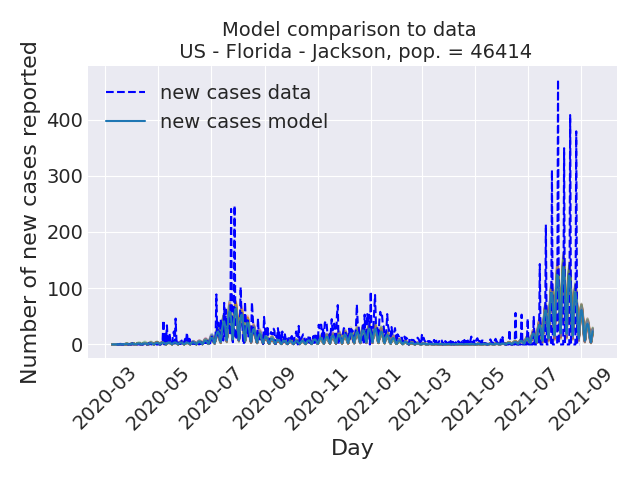 Model comparison to data
US - Florida - Jackson, pop. = 46414
Number of new cases reported
new cases data
new cases model
400
300
200
100
0
2020-03
2020-05
2020-07
2020-09
2020-11
2021-01
2021-03
2021-05
2021-07
2021-09
Day